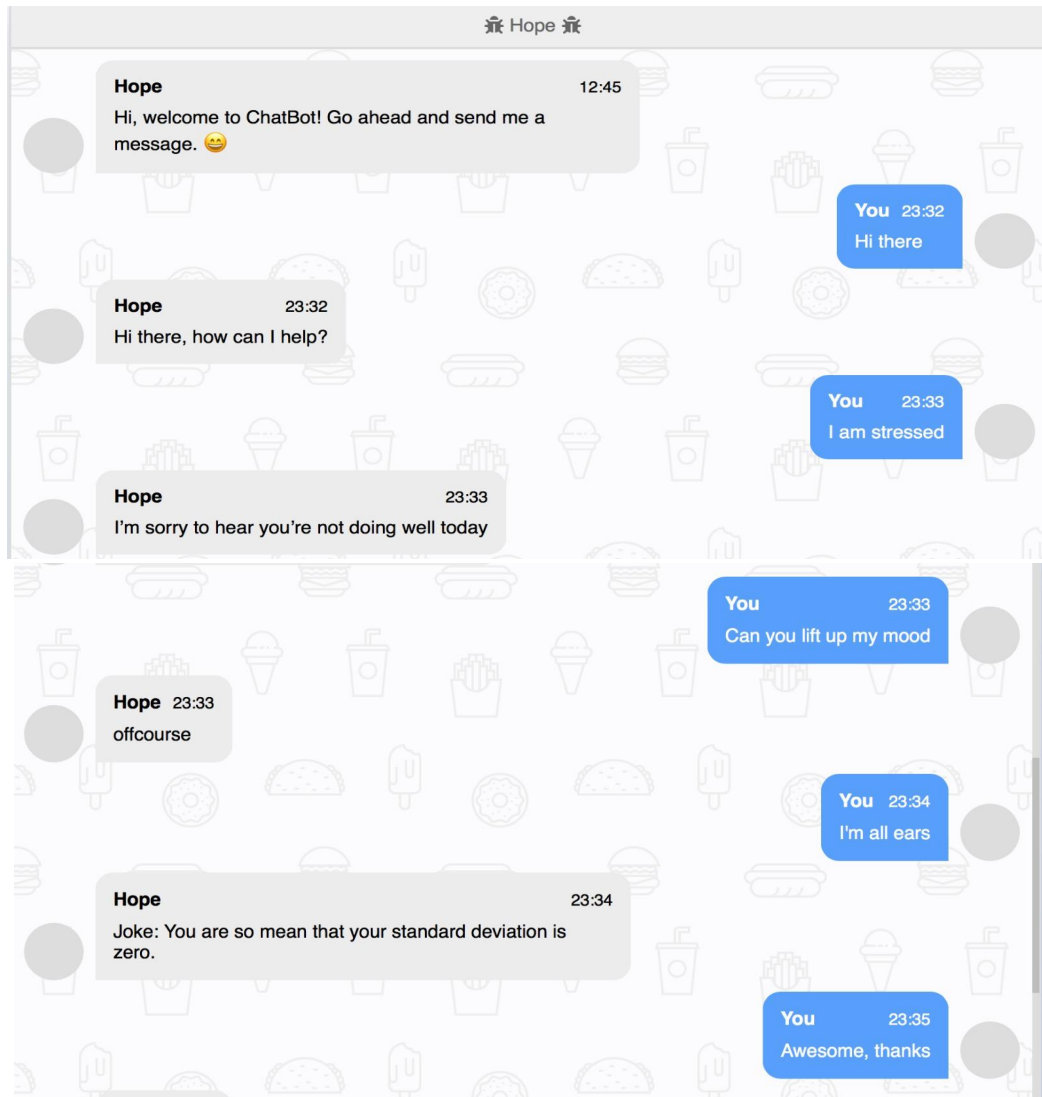 Hope
Hope 12:45
Hi, welcome to ChatBot! Go ahead and send me a
message. 😄
You 23:32
Hi there
Hope 23:32
Hi there, how can I help?
You 23:33
I am stressed
Hope 23:33
I’m sorry to hear you’re not doing well today
You 23:33
Can you lift up my mood
Hope 23:33
offcourse
You 23:34
I'm all ears
Hope 23:34
Joke: You are so mean that your standard deviation is
zero.
You 23:35
Awesome, thanks